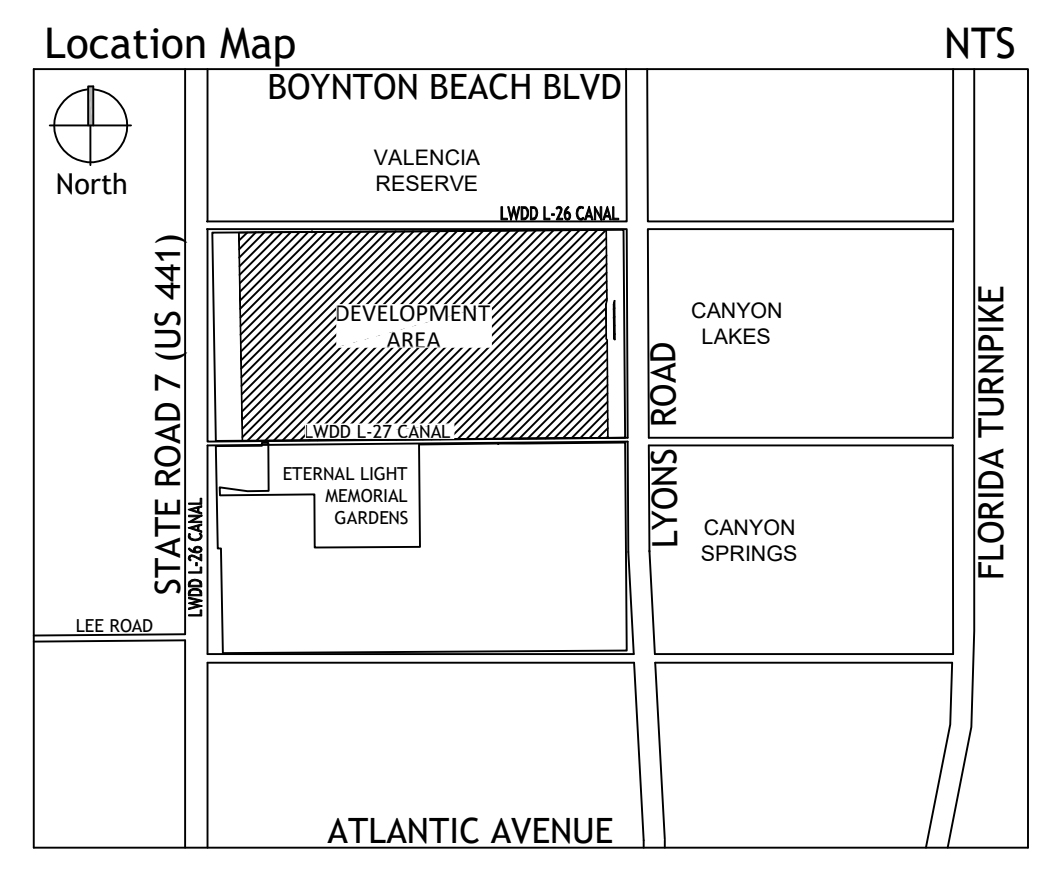 Location Map
NTS
BOYNTON BEACH BLVD
North
VALENCIA
RESERVE
LWDD L-26 CANAL
STATE ROAD 7 (US 441)
DEVELOPMENT
AREA
CANYON
LAKES
FLORIDA TURNPIKE
LYONS ROAD
LWDD L-27 CANAL
ETERNAL LIGHT
MEMORIAL
GARDENS
CANYON
SPRINGS
LWDD L-26 CANAL
LEE ROAD
ATLANTIC AVENUE